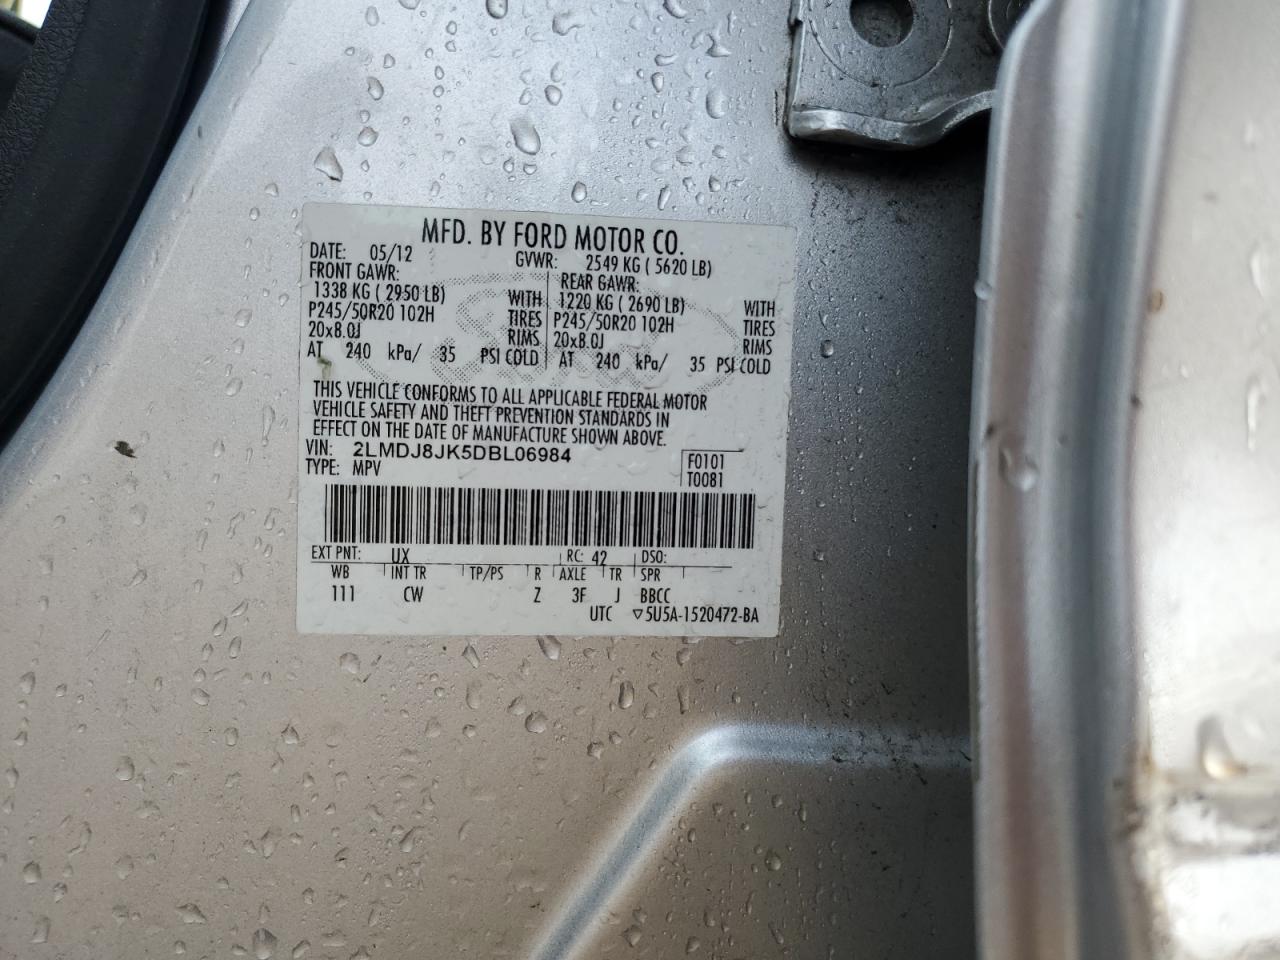 MFD. BY FORD MOTOR CO.
DATE: 05/12 GVWR: 2549 KG ( 5620 LB)
FRONT GAWR: REAR GAWR:
1338 KG ( 2950 LB) WITH 1220 KG ( 2690 LB) WITH
P245/50R20 102H TIRES P245/50R20 102H TIRES
20x8.0J RIMS 20x8.0J RIMS
AT 240 kPa/ 35 PSI COLD AT 240 kPa/ 35 PSI COLD
THIS VEHICLE CONFORMS TO ALL APPLICABLE FEDERAL MOTOR
VEHICLE SAFETY AND THEFT PREVENTION STANDARDS IN
EFFECT ON THE DATE OF MANUFACTURE SHOWN ABOVE.
VIN: 2LMDJ8JK5DBL06984 F0101
TYPE: MPV T0081
EXT PNT: UX RC: 42 DSO:
WB INT TR TP/PS R AXLE TR SPR
111 CW Z 3F J BBCC
UTC ▽5U5A-1520472-BA